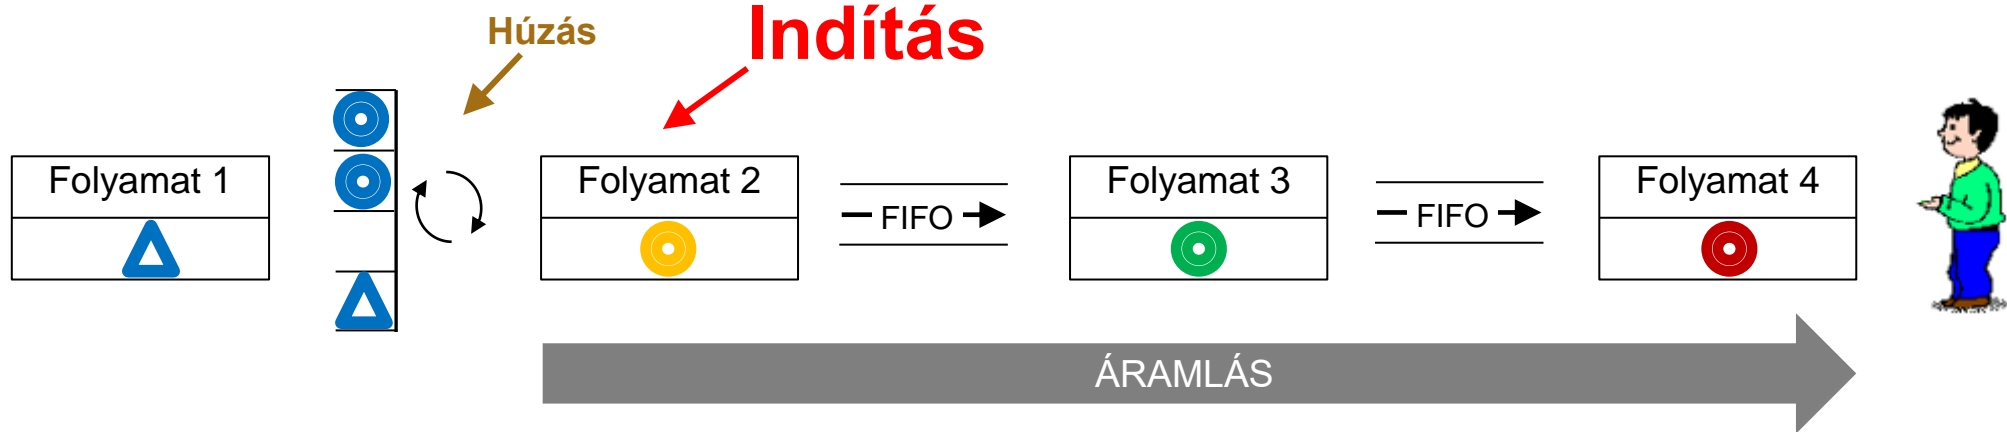 Húzás
Indítás
Folyamat 1
Folyamat 2
FIFO
Folyamat 3
FIFO
Folyamat 4
ÁRAMLÁS